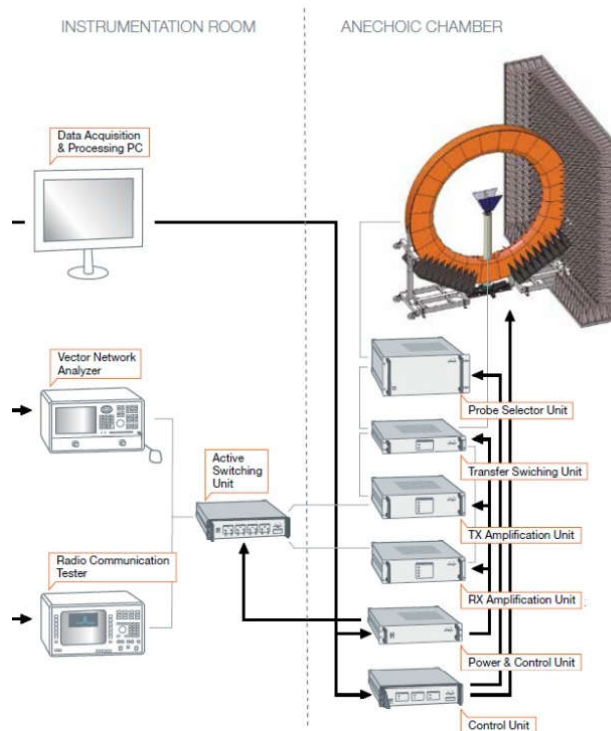 INSTRUMENTATION ROOM
ANECHOIC CHAMBER
Data Acquisition
& Processing PC
Vector Network
Analyzer
Active
Switching
Unit
Radio Communication
Tester
Probe Selector Unit
Transfer Swiching Unit
TX Amplification Unit
RX Amplification Unit
Power & Control Unit
Control Unit